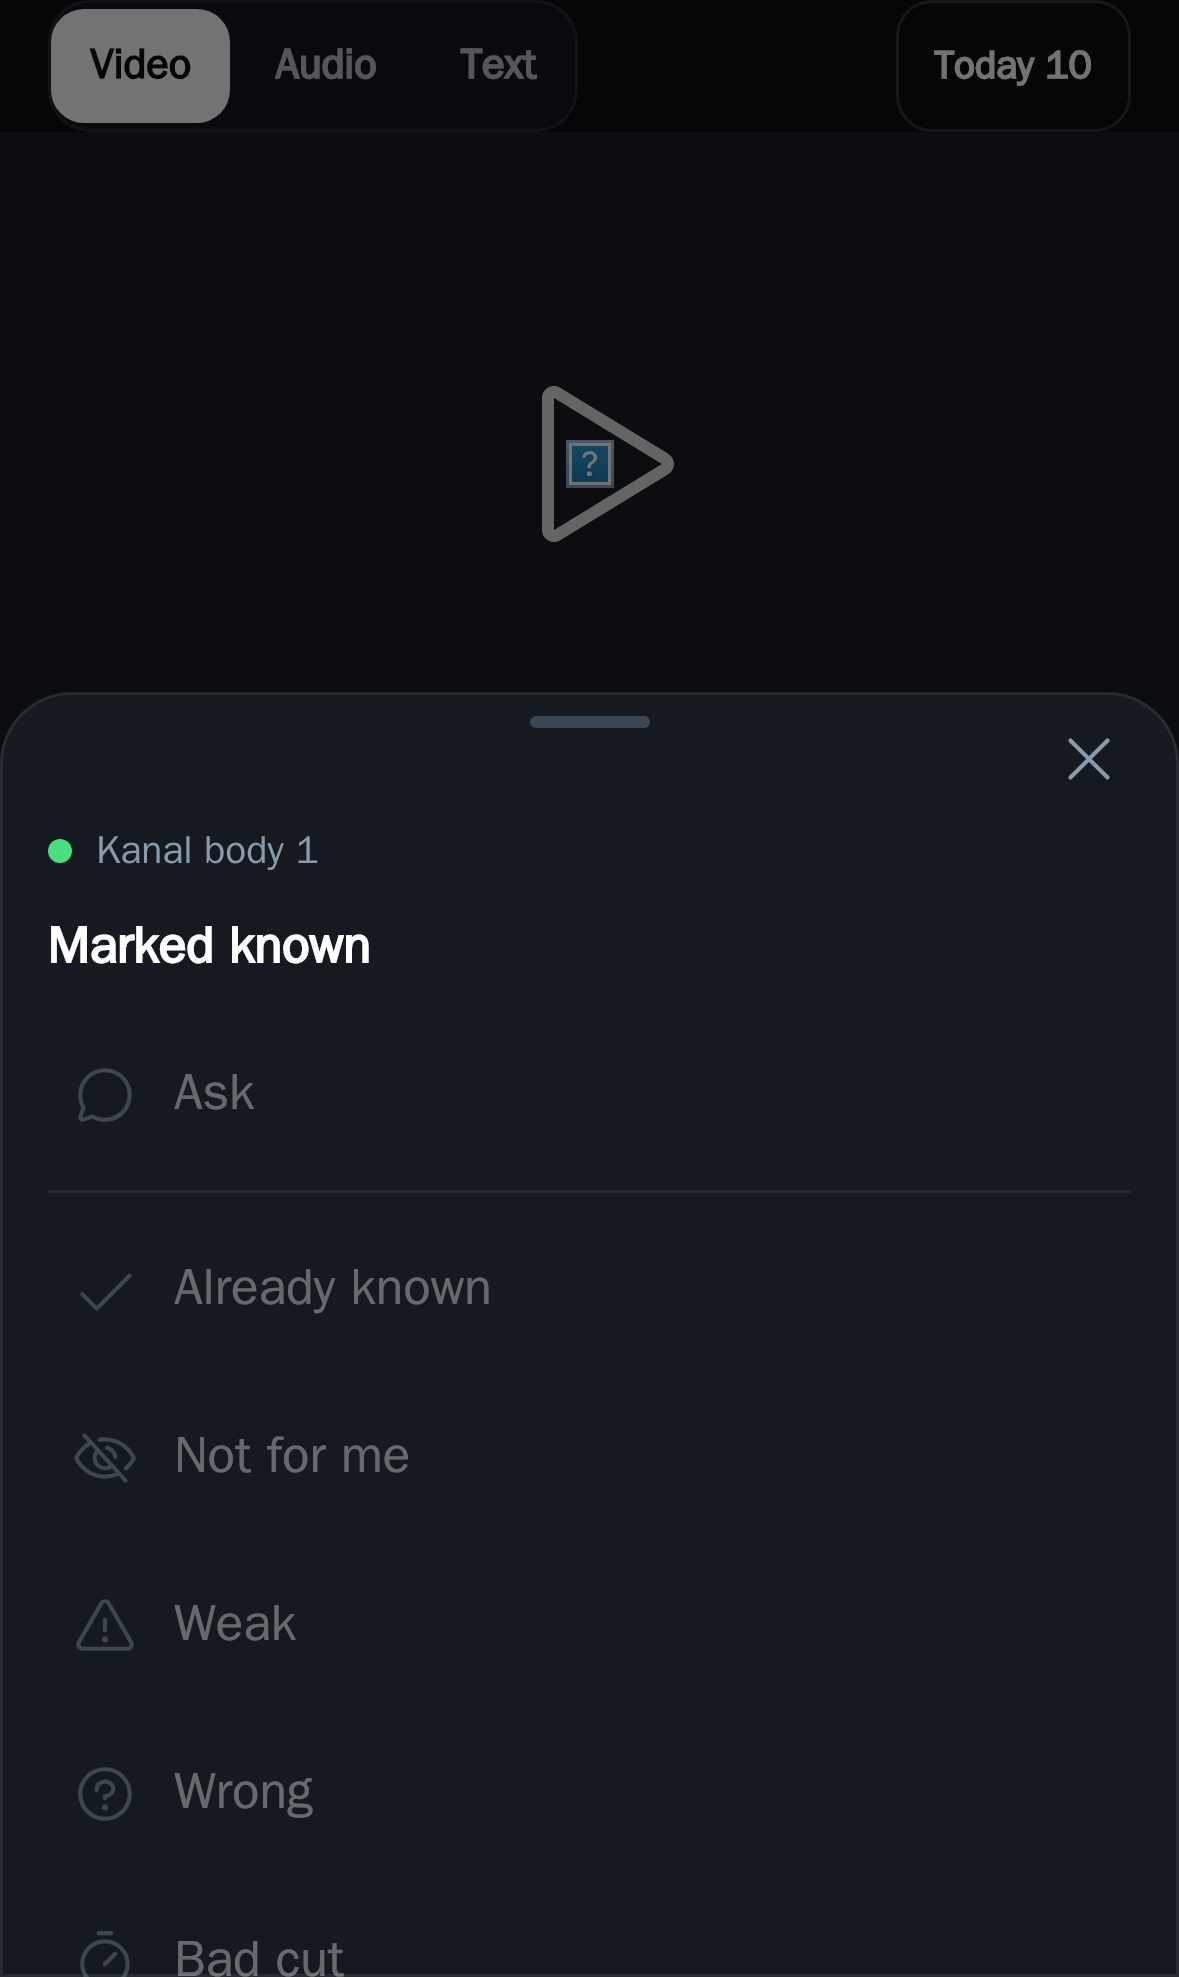 Video Audio Text Today 10
?
Kanal body 1
Marked known
Ask
Already known
Not for me
Weak
Wrong
Bad cut